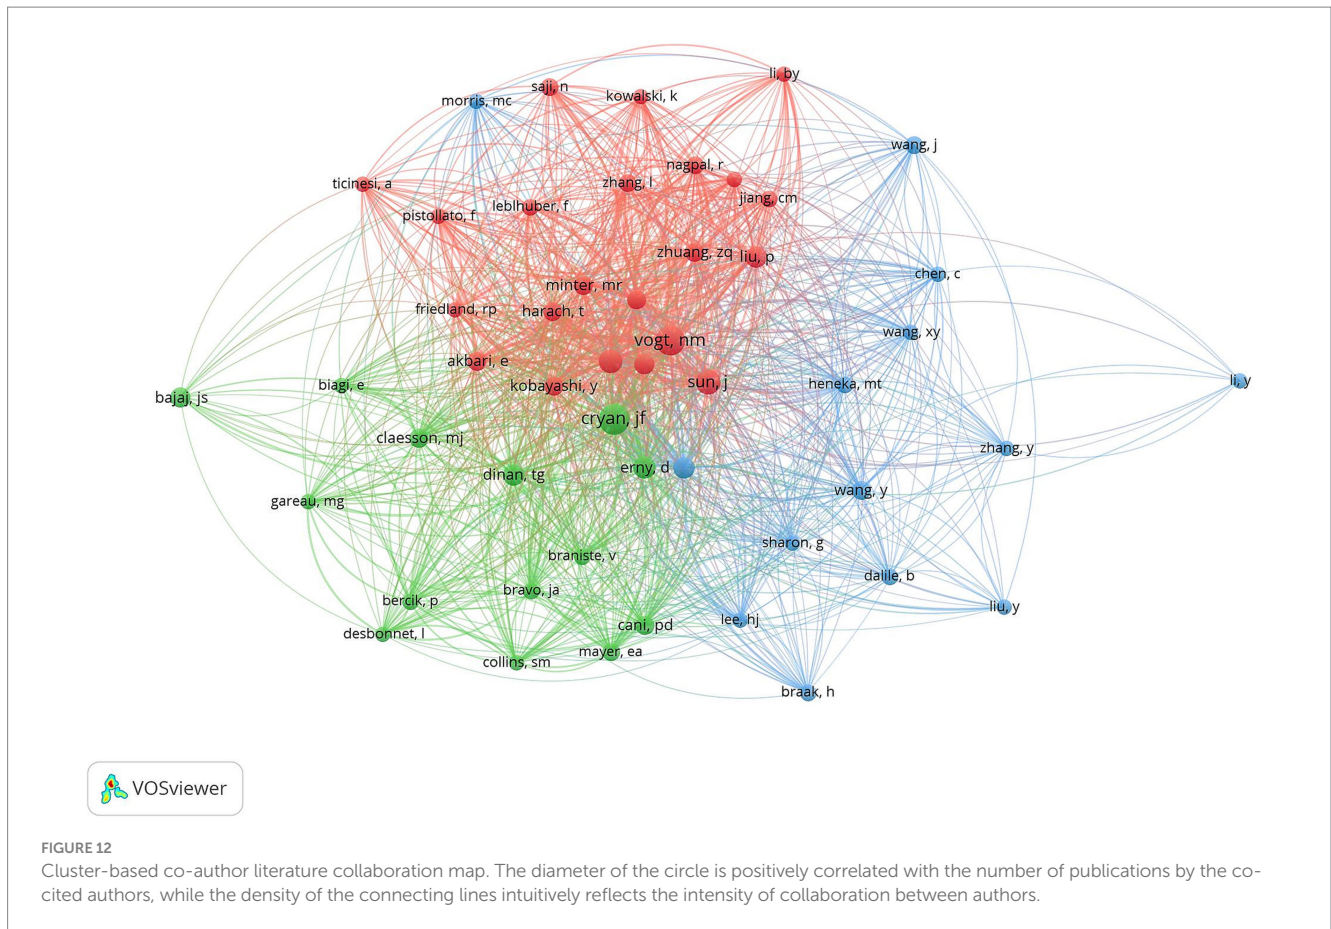 li, by
saji, n
kowalski, k
morris, mc
wang, j
nagpal, r
zhang, l
ticinesi, a
jiang, cm
leblhuber, f
pistollato, f
zhuang, zq
liu, p
chen, c
minter, mr
friedland, rp
harach, t
wang, xy
vogt, nm
akbari, e
sun, j
li, y
biagi, e
kobayashi, y
heneka, mt
bajaj, js
cryan, jf
claesson, mj
zhang, y
erny, d
dinan, tg
wang, y
gareau, mg
sharon, g
braniste, v
dalile, b
bravo, ja
bercik, p
liu, y
lee, hj
cani, pd
desbonnet, l
mayer, ea
collins, sm
braak, h
VOSviewer
FIGURE 12
Cluster-based co-author literature collaboration map. The diameter of the circle is positively correlated with the number of publications by the co-
cited authors, while the density of the connecting lines intuitively reflects the intensity of collaboration between authors.